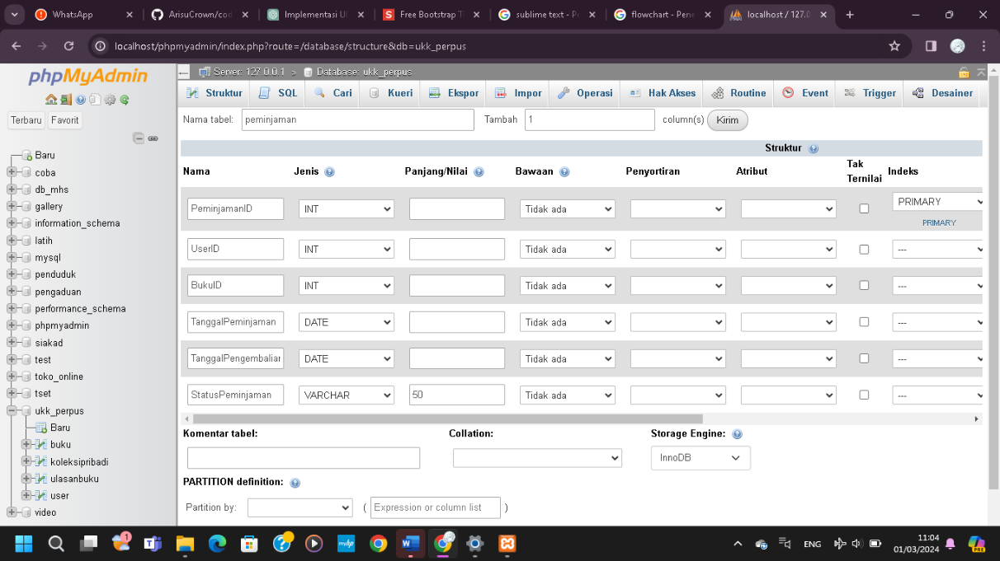 WhatsApp
ArisuCrown/cod
Implementasi U
Free Bootstrap T
sublime text - P
flowchart - Pene
localhost / 127.0
localhost/phpmyadmin/index.php?route=/database/structure&db=ukk_perpus
phpMyAdmin
Terbaru Favorit
Baru
coba
db_mhs
gallery
information_schema
latih
mysql
penduduk
pengaduan
performance_schema
phpmyadmin
siakad
test
toko_online
tset
ukk_perpus
Baru
buku
koleksipribadi
ulasanbuku
user
video
Server: 127.0.0.1 » Database: ukk_perpus
Struktur SQL Cari Kueri Ekspor Impor Operasi Hak Akses Routine Event Trigger Desainer
Nama tabel: peminjaman Tambah 1 column(s) Kirim
Struktur
Nama Jenis Panjang/Nilai Bawaan Penyortiran Atribut Tak Ternilai Indeks
PeminjamanID INT Tidak ada PRIMARY
PRIMARY
UserID INT Tidak ada ---
BukuID INT Tidak ada ---
TanggalPeminjaman DATE Tidak ada ---
TanggalPengembalian DATE Tidak ada ---
StatusPeminjaman VARCHAR 50 Tidak ada ---
Komentar tabel: Collation: Storage Engine:
InnoDB
PARTITION definition:
Partition by: ( Expression or column list )
1
myhp
ENG
11:04
01/03/2024
PRE